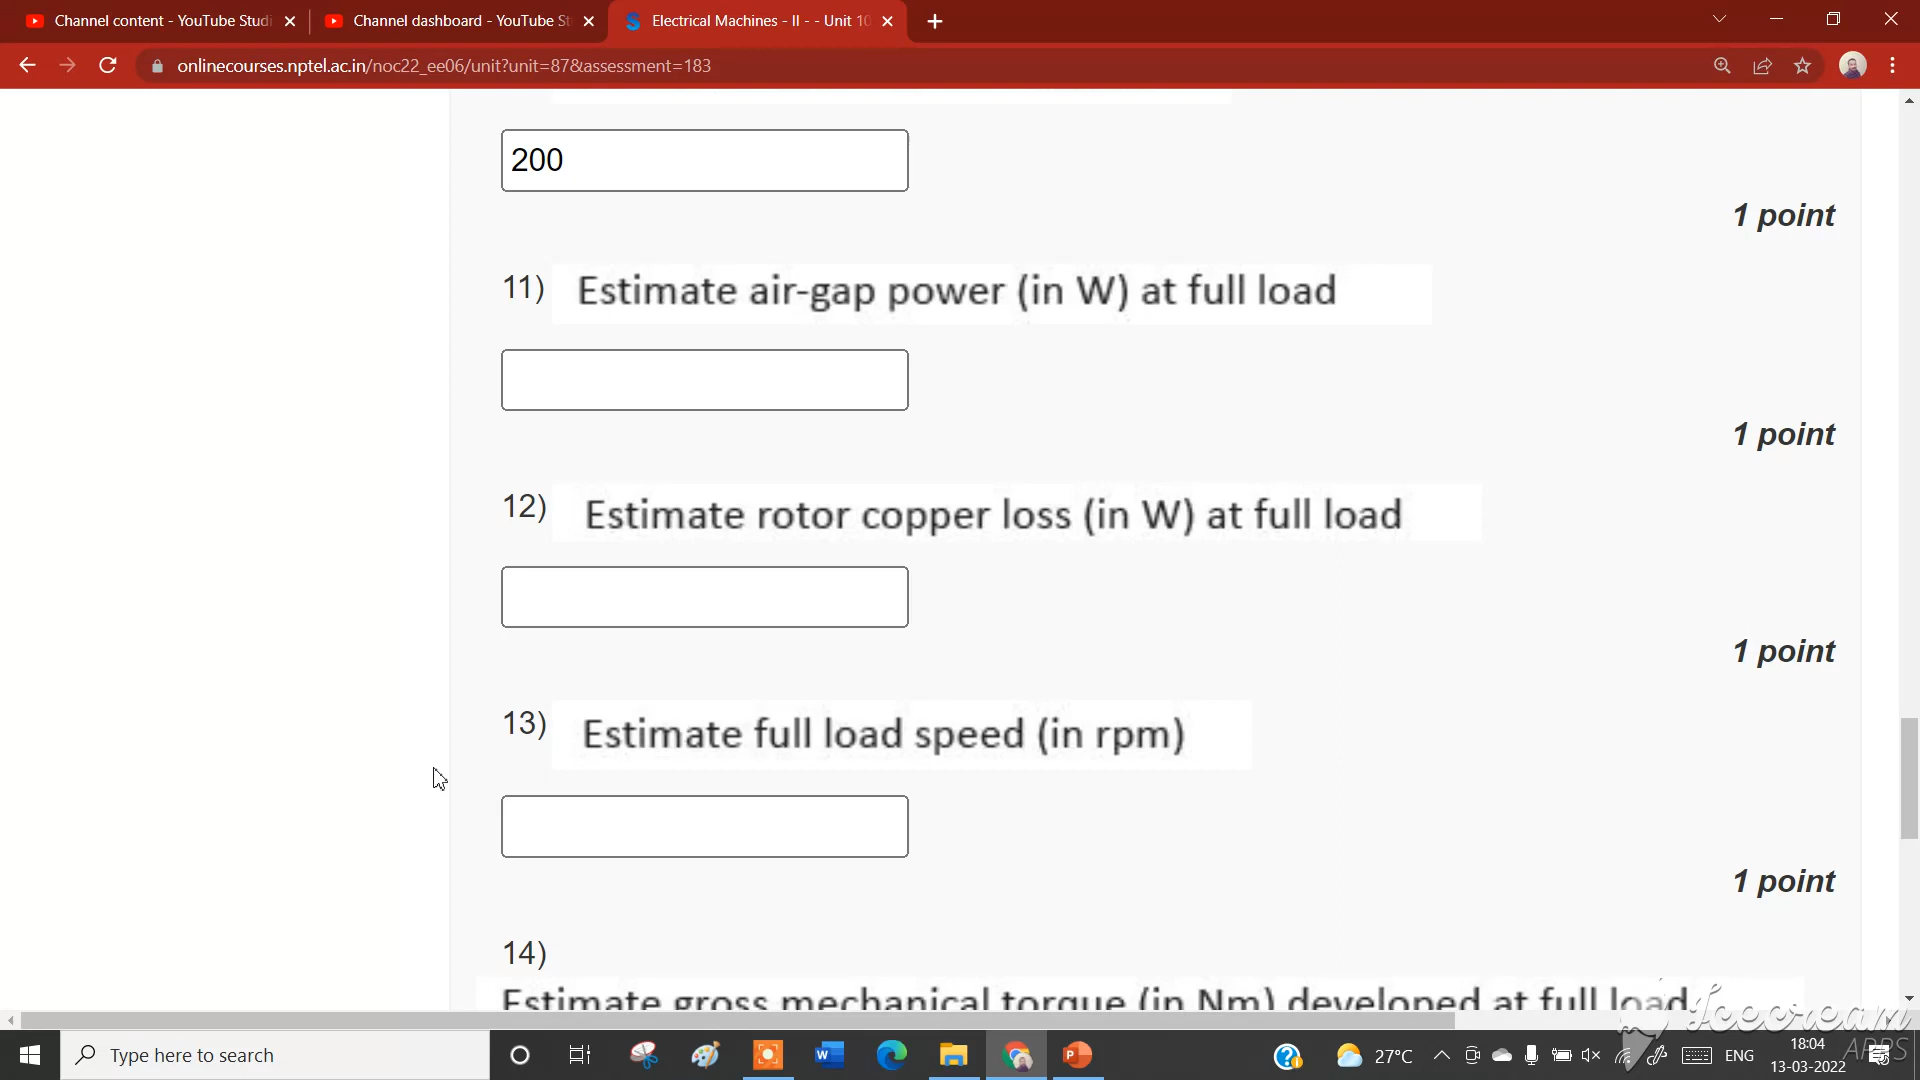 Channel content - YouTube Studi
Channel dashboard - YouTube St
Electrical Machines - II - - Unit 10
onlinecourses.nptel.ac.in/noc22_ee06/unit?unit=87&assessment=183
200
1 point
11) Estimate air-gap power (in W) at full load
1 point
12) Estimate rotor copper loss (in W) at full load
1 point
13) Estimate full load speed (in rpm)
1 point
14)
Estimate gross mechanical torque (in Nm) developed at full load
Icecream
APPS
Type here to search
27°C
ENG
18:04
13-03-2022